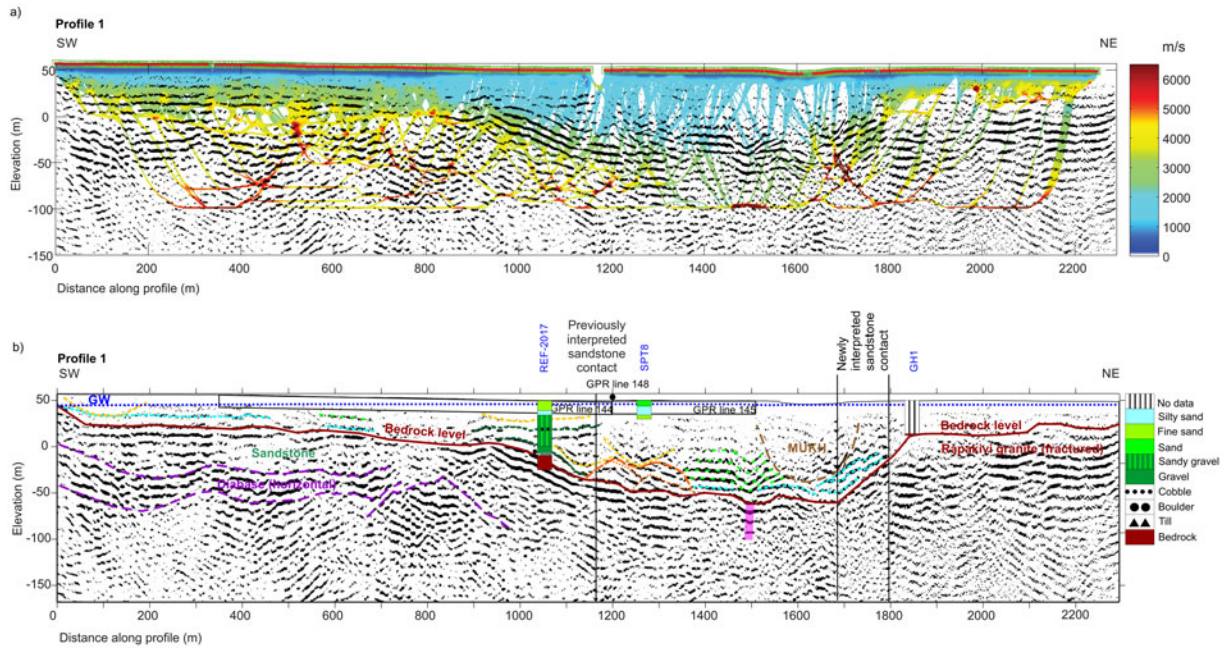 a)
Profile 1
SW
NE
m/s
50
0
-50
-100
-150
Elevation (m)
6000
5000
4000
3000
2000
1000
0
0 200 400 600 800 1000 1200 1400 1600 1800 2000 2200
Distance along profile (m)
b)
Profile 1
SW
REF-2017
Previously
interpreted
sandstone
contact
SPT8
Newly interpreted
sandstone
contact
GH1
NE
GPR line 148
GW
GPR line 144
GPR line 145
Bedrock level
Sandstone
Diabase (horizontal)
MUKH
Bedrock level
Rapakivi granite (fractured)
50
0
-50
-100
-150
Elevation (m)
No data
Silty sand
Fine sand
Sand
Sandy gravel
Gravel
Cobble
Boulder
Till
Bedrock
0 200 400 600 800 1000 1200 1400 1600 1800 2000 2200
Distance along profile (m)